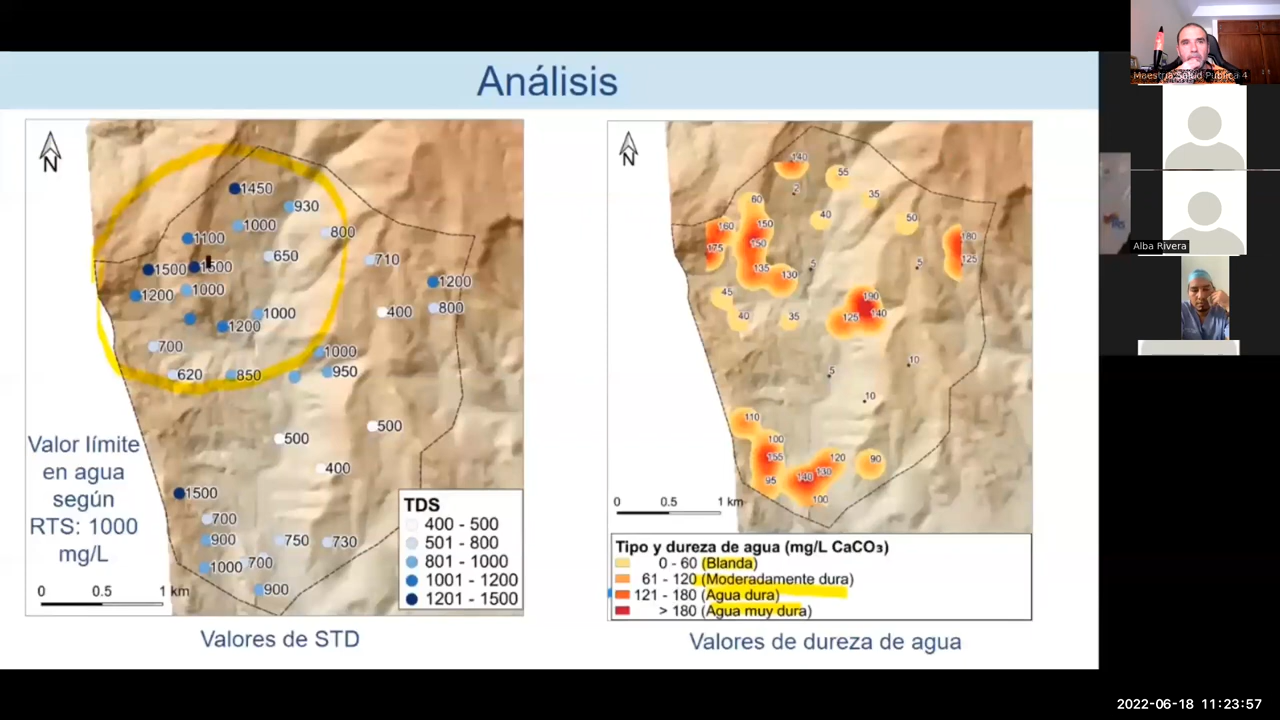 Análisis
N
1450
930
1000
800
1100
650
710
1500
1500
1200
1000
1200
800
1000
400
1200
700
1000
620
850
950
500
500
400
1500
700
900
750
730
1000
700
900
Valor límite
en agua
según
RTS: 1000
mg/L
0 0.5 1 km
TDS
400 - 500
501 - 800
801 - 1000
1001 - 1200
1201 - 1500
Valores de STD
N
140
55
2
35
60
40
50
160
150
180
175
150
125
135
130
5
5
45
190
40
35
125
140
10
5
10
110
100
155
120
90
95
140
130
100
0 0.5 1 km
Tipo y dureza de agua (mg/L CaCO₃)
0 - 60 (Blanda)
61 - 120 (Moderadamente dura)
121 - 180 (Agua dura)
> 180 (Agua muy dura)
Valores de dureza de agua
Maestria Salud Publica 4
Alba Rivera
2022-06-18 11:23:57